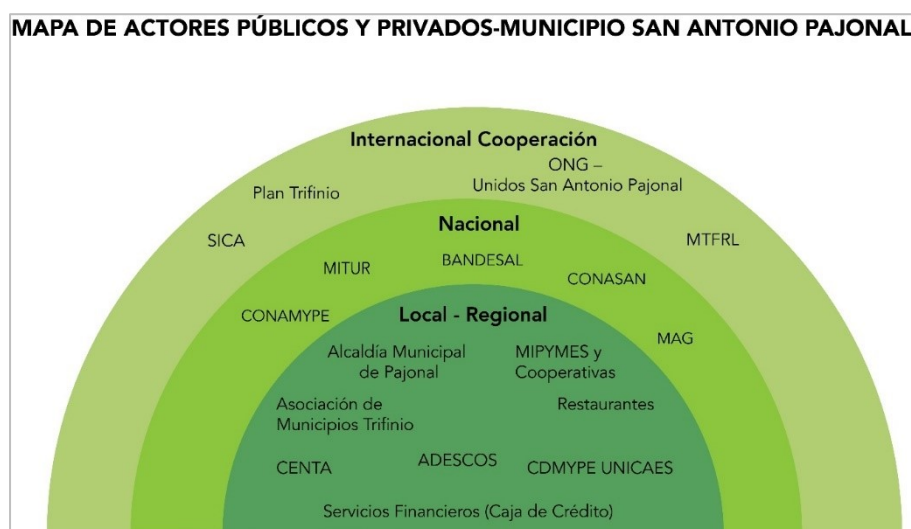 MAPA DE ACTORES PÚBLICOS Y PRIVADOS-MUNICIPIO SAN ANTONIO PAJONAL
Internacional Cooperación
ONG –
Unidos San Antonio Pajonal
Plan Trifinio
SICA
MTFRL
Nacional
BANDESAL
MITUR
CONASAN
CONAMYPE
MAG
Local - Regional
Alcaldía Municipal
de Pajonal
MIPYMES y
Cooperativas
Asociación de
Municipios Trifinio
Restaurantes
CENTA
ADESCOS
CDMYPE UNICAES
Servicios Financieros (Caja de Crédito)